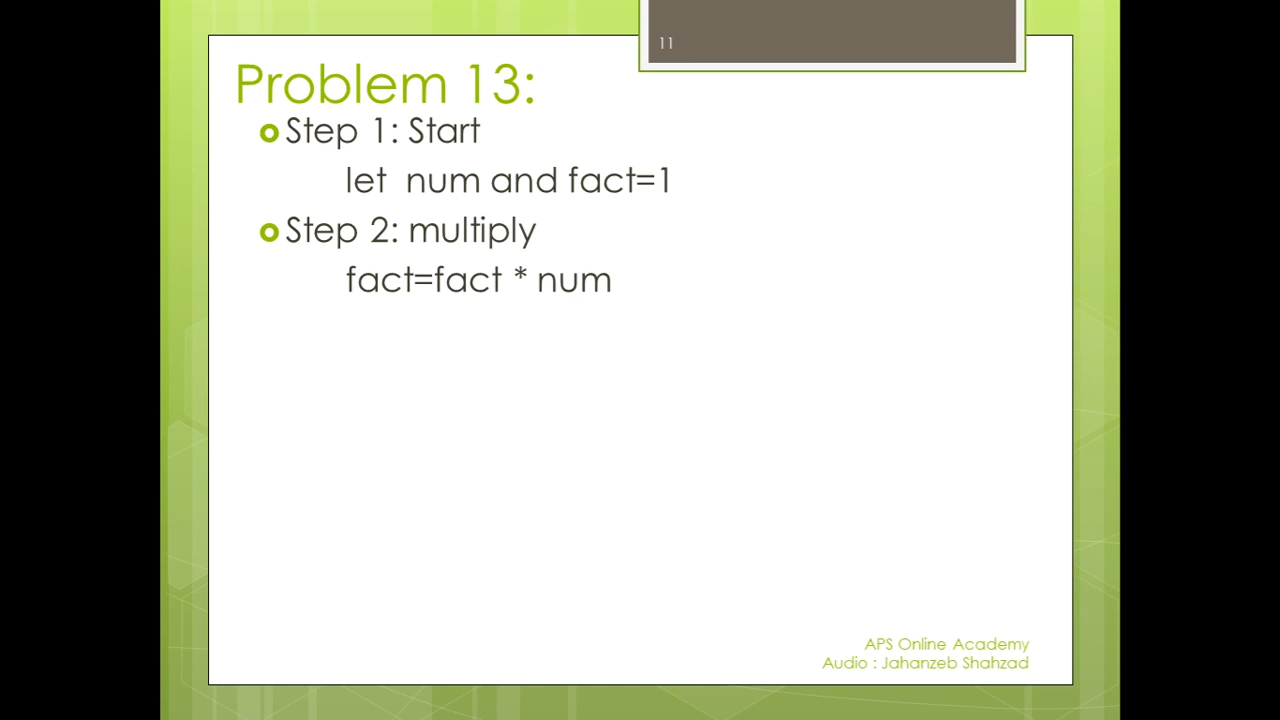 11
Problem 13:
Step 1: Start
let num and fact=1
Step 2: multiply
fact=fact * num
APS Online Academy
Audio : Jahanzeb Shahzad